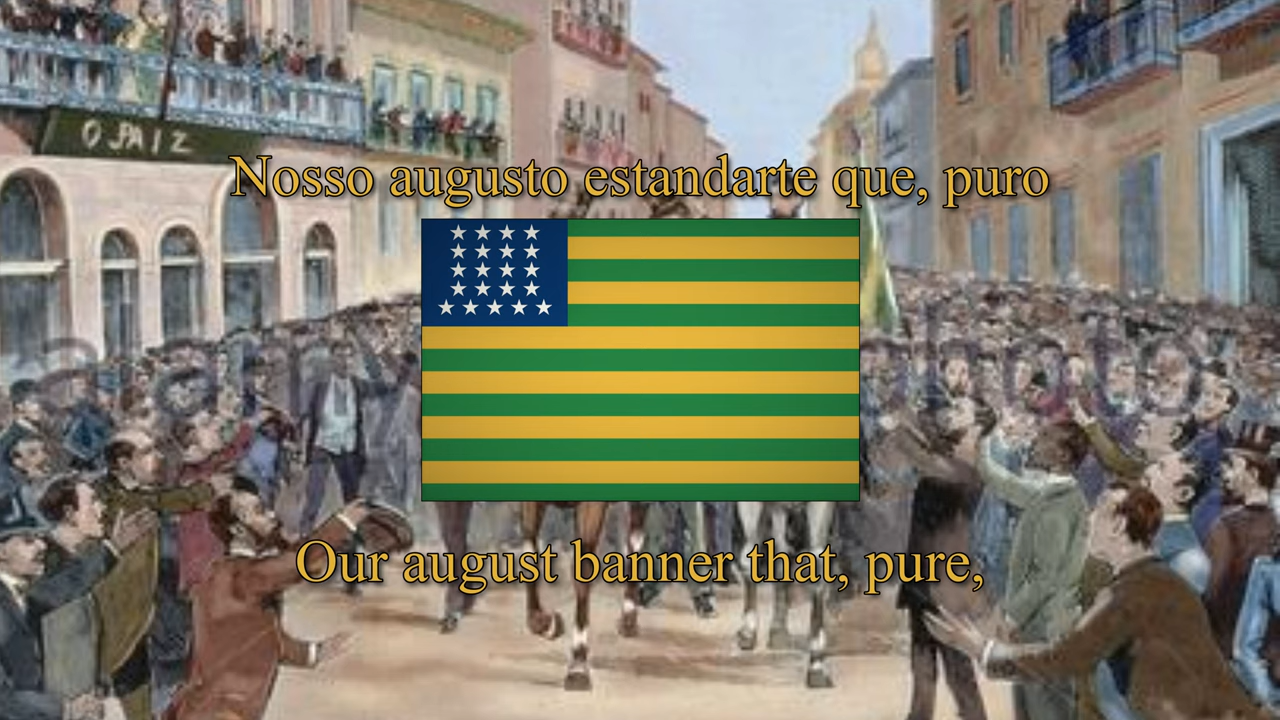 O PAIZ
Nosso augusto estandarte que, puro
Our august banner that, pure,